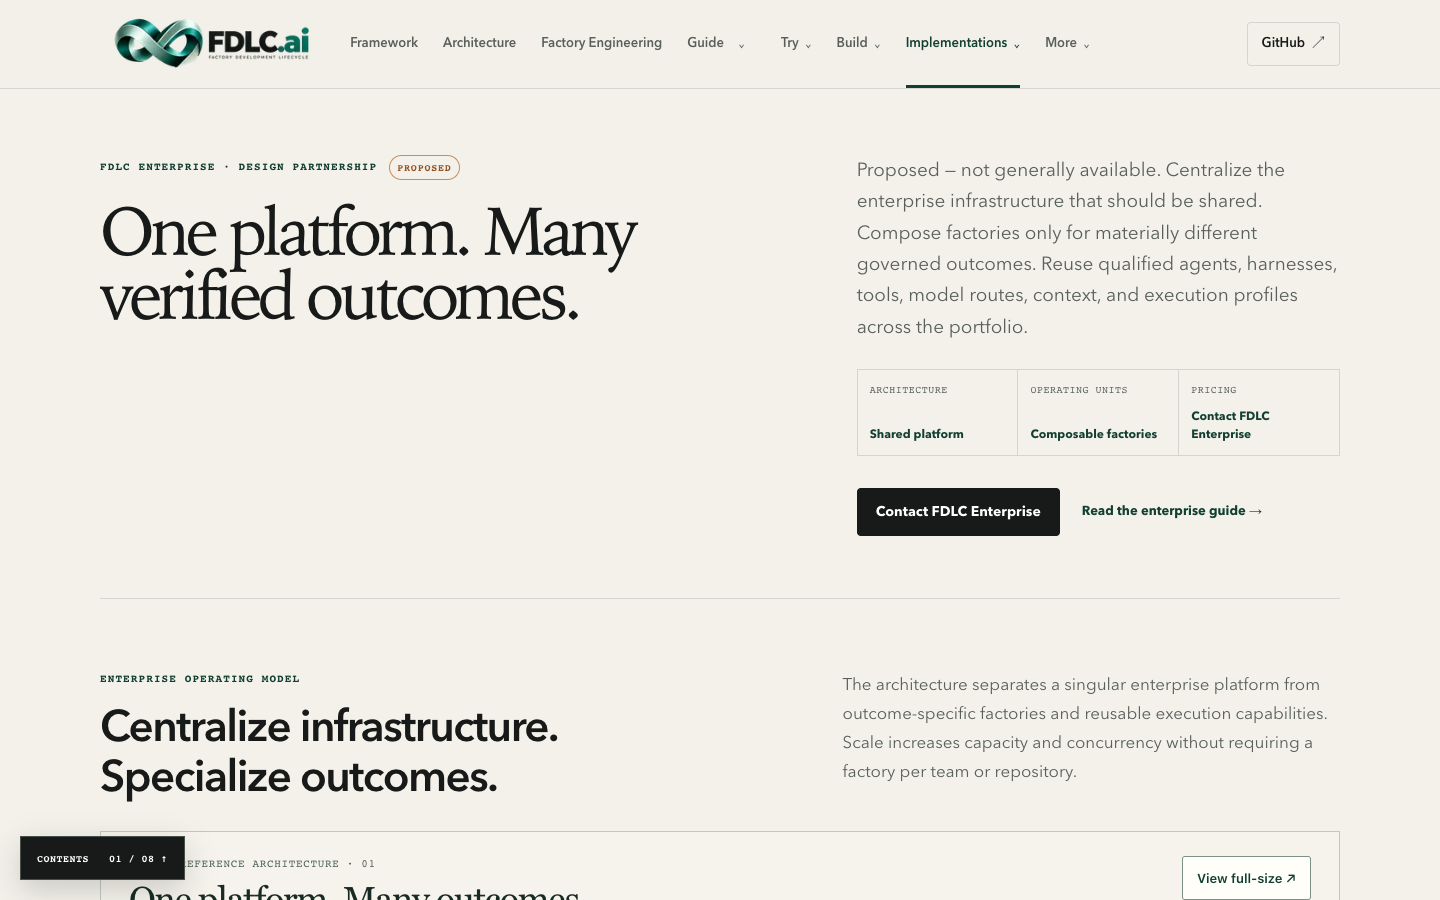 FDLC.ai
FACTORY DEVELOPMENT LIFECYCLE
Framework
Architecture
Factory Engineering
Guide
Try
Build
Implementations
More
GitHub ↗
FDLC ENTERPRISE · DESIGN PARTNERSHIP
PROPOSED
One platform. Many
verified outcomes.
Proposed — not generally available. Centralize the
enterprise infrastructure that should be shared.
Compose factories only for materially different
governed outcomes. Reuse qualified agents, harnesses,
tools, model routes, context, and execution profiles
across the portfolio.
ARCHITECTURE
Shared platform
OPERATING UNITS
Composable factories
PRICING
Contact FDLC
Enterprise
Contact FDLC Enterprise
Read the enterprise guide →
ENTERPRISE OPERATING MODEL
Centralize infrastructure.
Specialize outcomes.
The architecture separates a singular enterprise platform from
outcome-specific factories and reusable execution capabilities.
Scale increases capacity and concurrency without requiring a
factory per team or repository.
CONTENTS 01 / 08 ↑
EFERENCE ARCHITECTURE · 01
One platform. Many outcomes
View full-size ↗